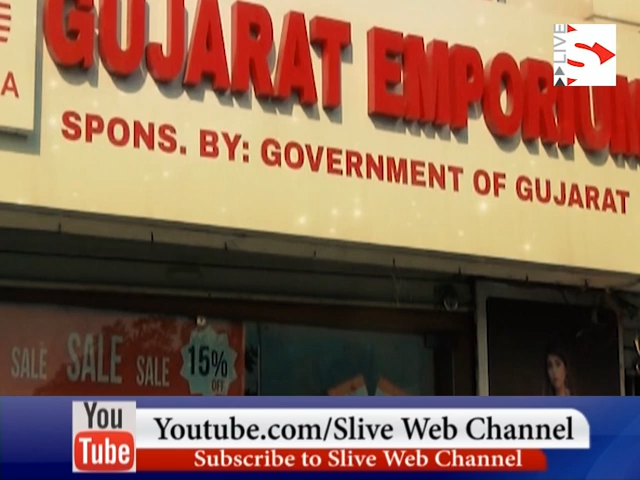 GUJARAT EMPORIUM
SPONS. BY: GOVERNMENT OF GUJARAT
A
LIVE
S
SALE SALE SALE 15% OFF
You Tube
Youtube.com/Slive Web Channel
Subscribe to Slive Web Channel